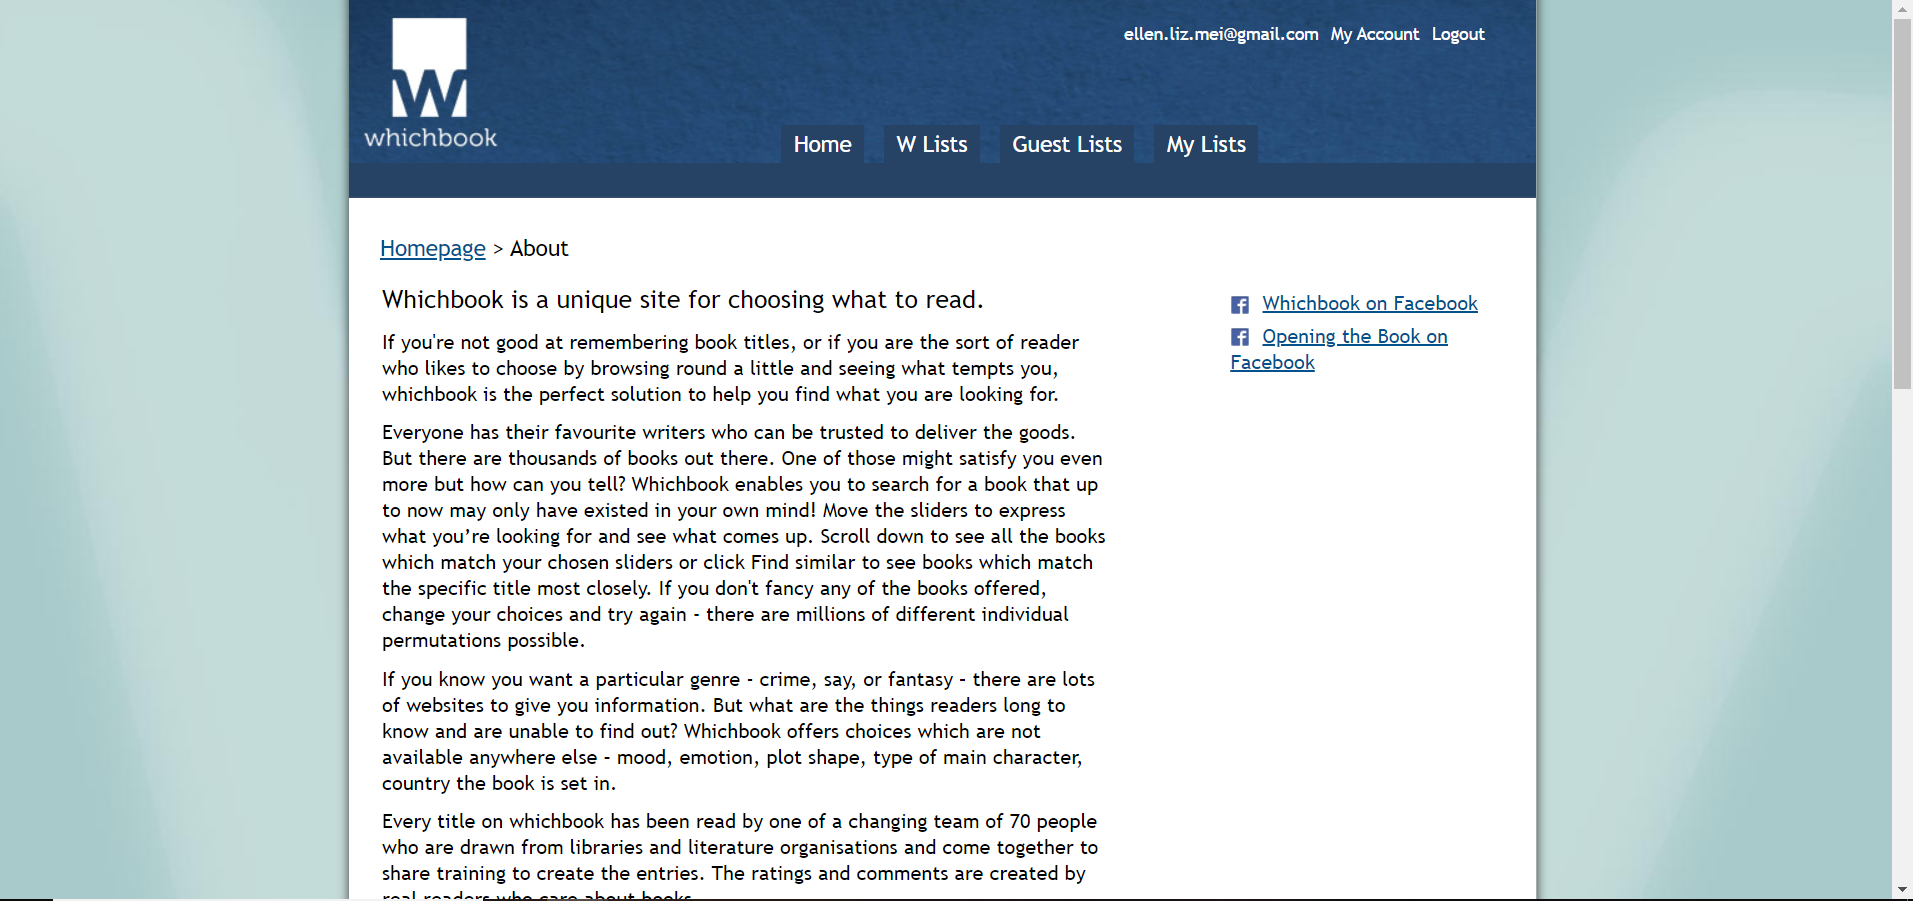 W
whichbook
ellen.liz.mei@gmail.com My Account Logout
Home W Lists Guest Lists My Lists
Homepage > About
Whichbook is a unique site for choosing what to read.
If you're not good at remembering book titles, or if you are the sort of reader
who likes to choose by browsing round a little and seeing what tempts you,
whichbook is the perfect solution to help you find what you are looking for.
Everyone has their favourite writers who can be trusted to deliver the goods.
But there are thousands of books out there. One of those might satisfy you even
more but how can you tell? Whichbook enables you to search for a book that up
to now may only have existed in your own mind! Move the sliders to express
what you’re looking for and see what comes up. Scroll down to see all the books
which match your chosen sliders or click Find similar to see books which match
the specific title most closely. If you don't fancy any of the books offered,
change your choices and try again - there are millions of different individual
permutations possible.
If you know you want a particular genre - crime, say, or fantasy – there are lots
of websites to give you information. But what are the things readers long to
know and are unable to find out? Whichbook offers choices which are not
available anywhere else – mood, emotion, plot shape, type of main character,
country the book is set in.
Every title on whichbook has been read by one of a changing team of 70 people
who are drawn from libraries and literature organisations and come together to
share training to create the entries. The ratings and comments are created by
real readers who care about books.
Whichbook on Facebook
Opening the Book on
Facebook